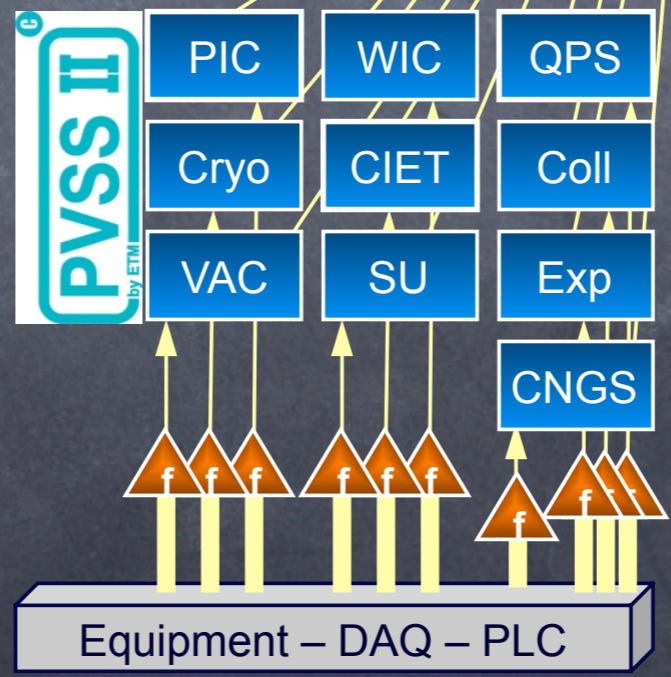 ©
PVSS II
by ETM
PIC WIC QPS
Cryo CIET Coll
VAC SU Exp
CNGS
f f f f f f f f f f
Equipment – DAQ – PLC